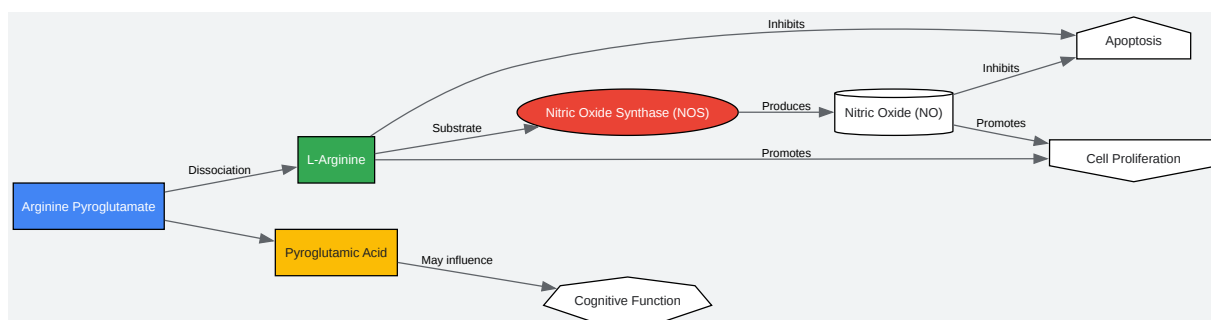 Inhibits
Apoptosis
Inhibits
Nitric Oxide Synthase (NOS)
Produces
Nitric Oxide (NO)
Substrate
Promotes
L-Arginine
Promotes
Cell Proliferation
Dissociation
Arginine Pyroglutamate
Pyroglutamic Acid
May influence
Cognitive Function